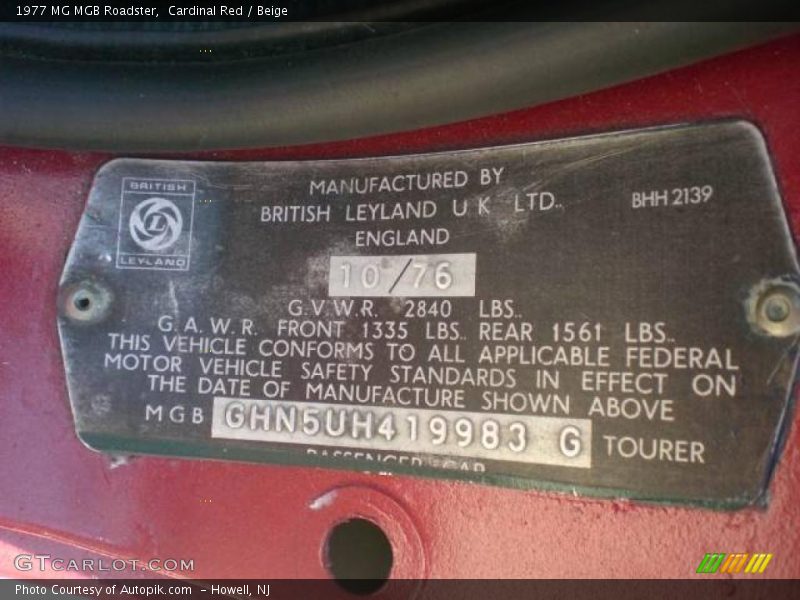 1977 MG MGB Roadster,  Cardinal Red / Beige
BRITISH
L
LEYLAND
MANUFACTURED BY
BRITISH LEYLAND U K LTD..
ENGLAND
BHH 2139
10/76
G.V.W.R. 2840 LBS..
G.A.W.R. FRONT 1335 LBS.. REAR 1561 LBS..
THIS VEHICLE CONFORMS TO ALL APPLICABLE FEDERAL
MOTOR VEHICLE SAFETY STANDARDS IN EFFECT ON
THE DATE OF MANUFACTURE SHOWN ABOVE
MGB GHN5UH419983 G TOURER
PASSENGER CAR
GTCARLOT.COM
Photo Courtesy of Autopik.com  – Howell, NJ